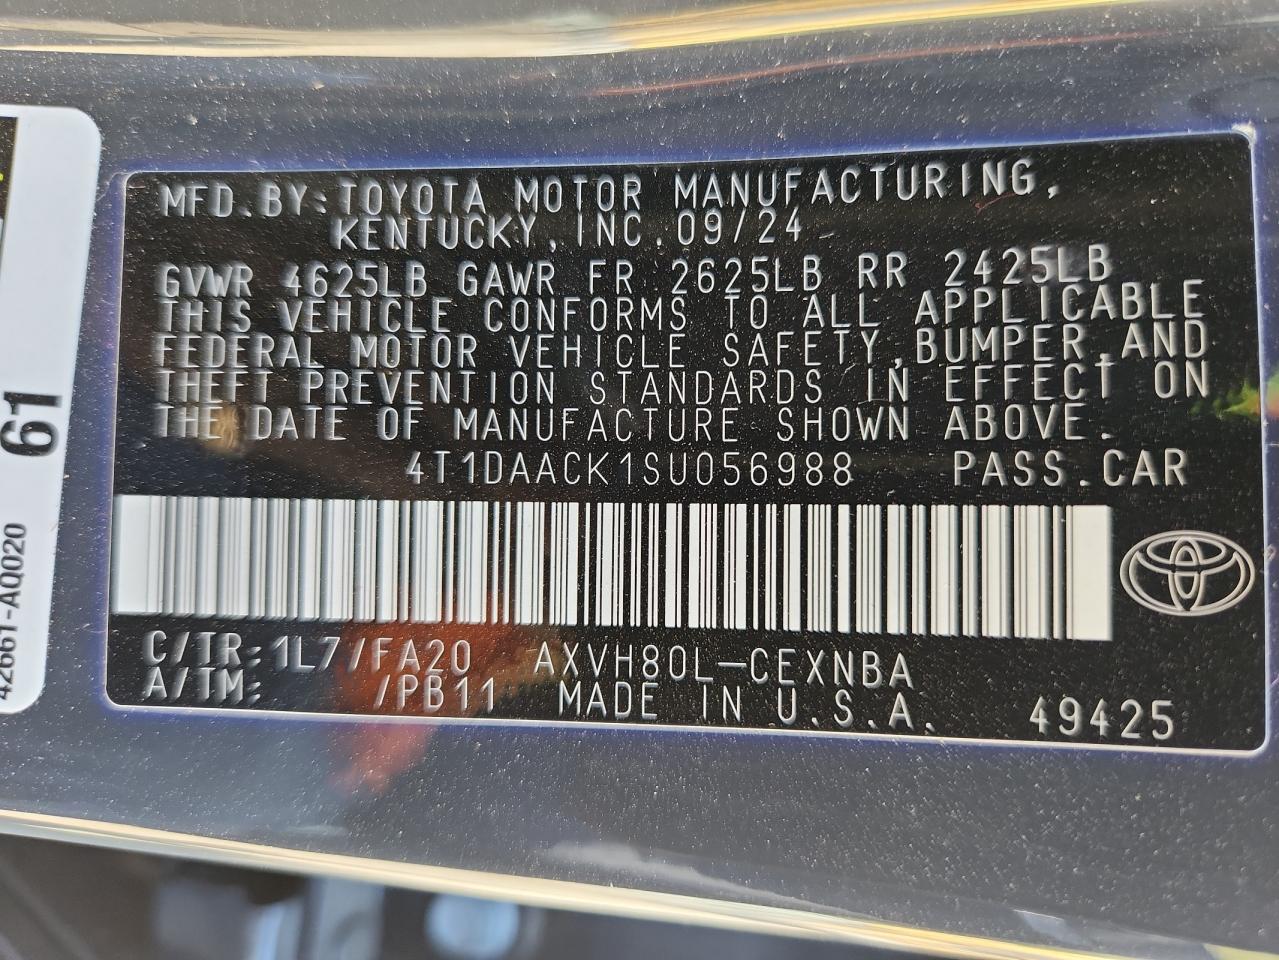 MFD.BY:TOYOTA MOTOR MANUFACTURING,
KENTUCKY,INC.09/24
GVWR 4625LB GAWR FR 2625LB RR 2425LB
THIS VEHICLE CONFORMS TO ALL APPLICABLE
FEDERAL MOTOR VEHICLE SAFETY,BUMPER,AND
THEFT PREVENTION STANDARDS IN EFFECT ON
THE DATE OF MANUFACTURE SHOWN ABOVE.
4T1DAACK1SU056988 PASS.CAR
C/TR:1L7/FA20 AXVH80L-CEXNBA
A/TM: /PB11 MADE IN U.S.A. 49425
61
42661-AQ020